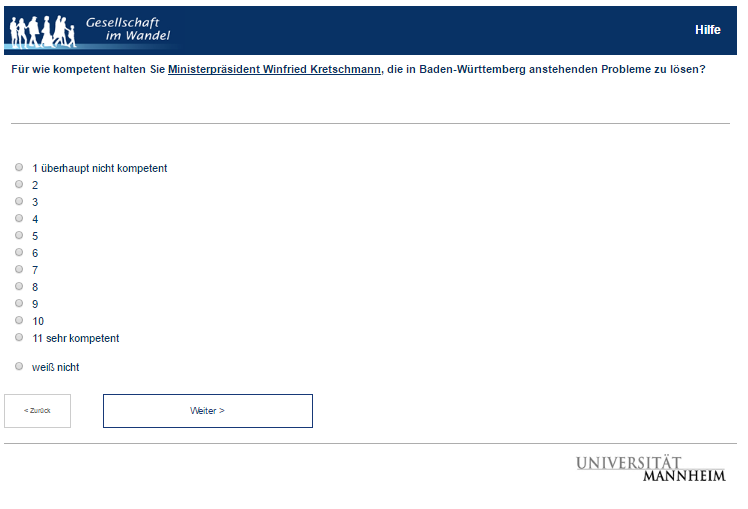 Gesellschaft
im Wandel
Hilfe
Für wie kompetent halten Sie Ministerpräsident Winfried Kretschmann, die in Baden-Württemberg anstehenden Probleme zu lösen?
1 überhaupt nicht kompetent
2
3
4
5
6
7
8
9
10
11 sehr kompetent
weiß nicht
< Zurück
Weiter >
UNIVERSITÄT
MANNHEIM